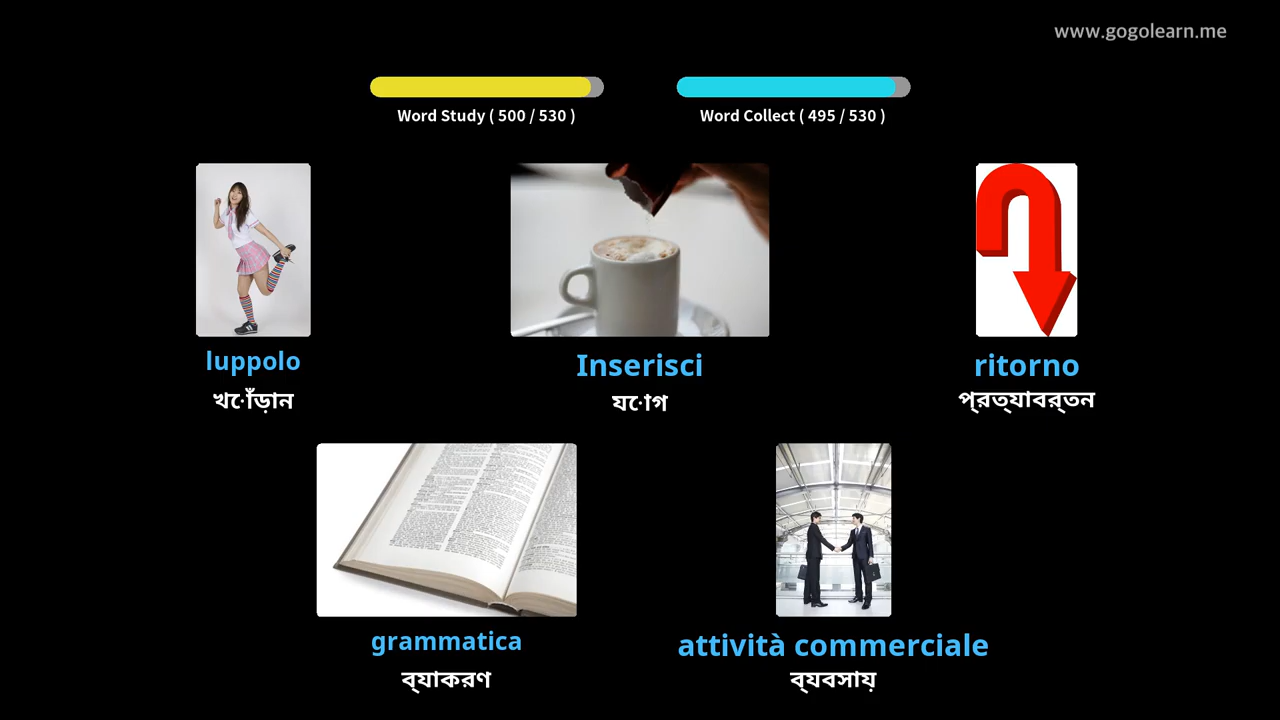 www.gogolearn.me
Word Study ( 500 / 530 )
Word Collect ( 495 / 530 )
luppolo
খোঁড়ান
Inserisci
যোগ
ritorno
প্রত্যাবর্তন
grammatica
ব্যাকরণ
attività commerciale
ব্যবসায়